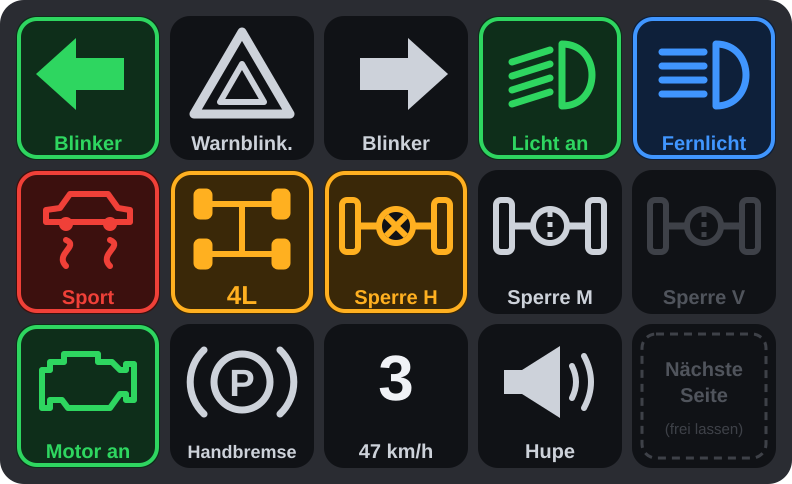 Blinker
Warnblink.
Blinker
Licht an
Fernlicht
Sport
4L
Sperre H
Sperre M
Sperre V
Motor an
P
Handbremse
3
47 km/h
Hupe
Nächste
Seite
(frei lassen)